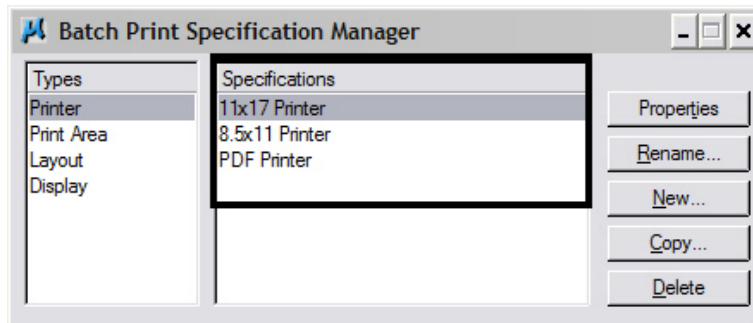 Batch Print Specification Manager
Types
Printer
Print Area
Layout
Display
Specifications
11x17 Printer
8.5x11 Printer
PDF Printer
Properties
Rename...
New...
Copy...
Delete